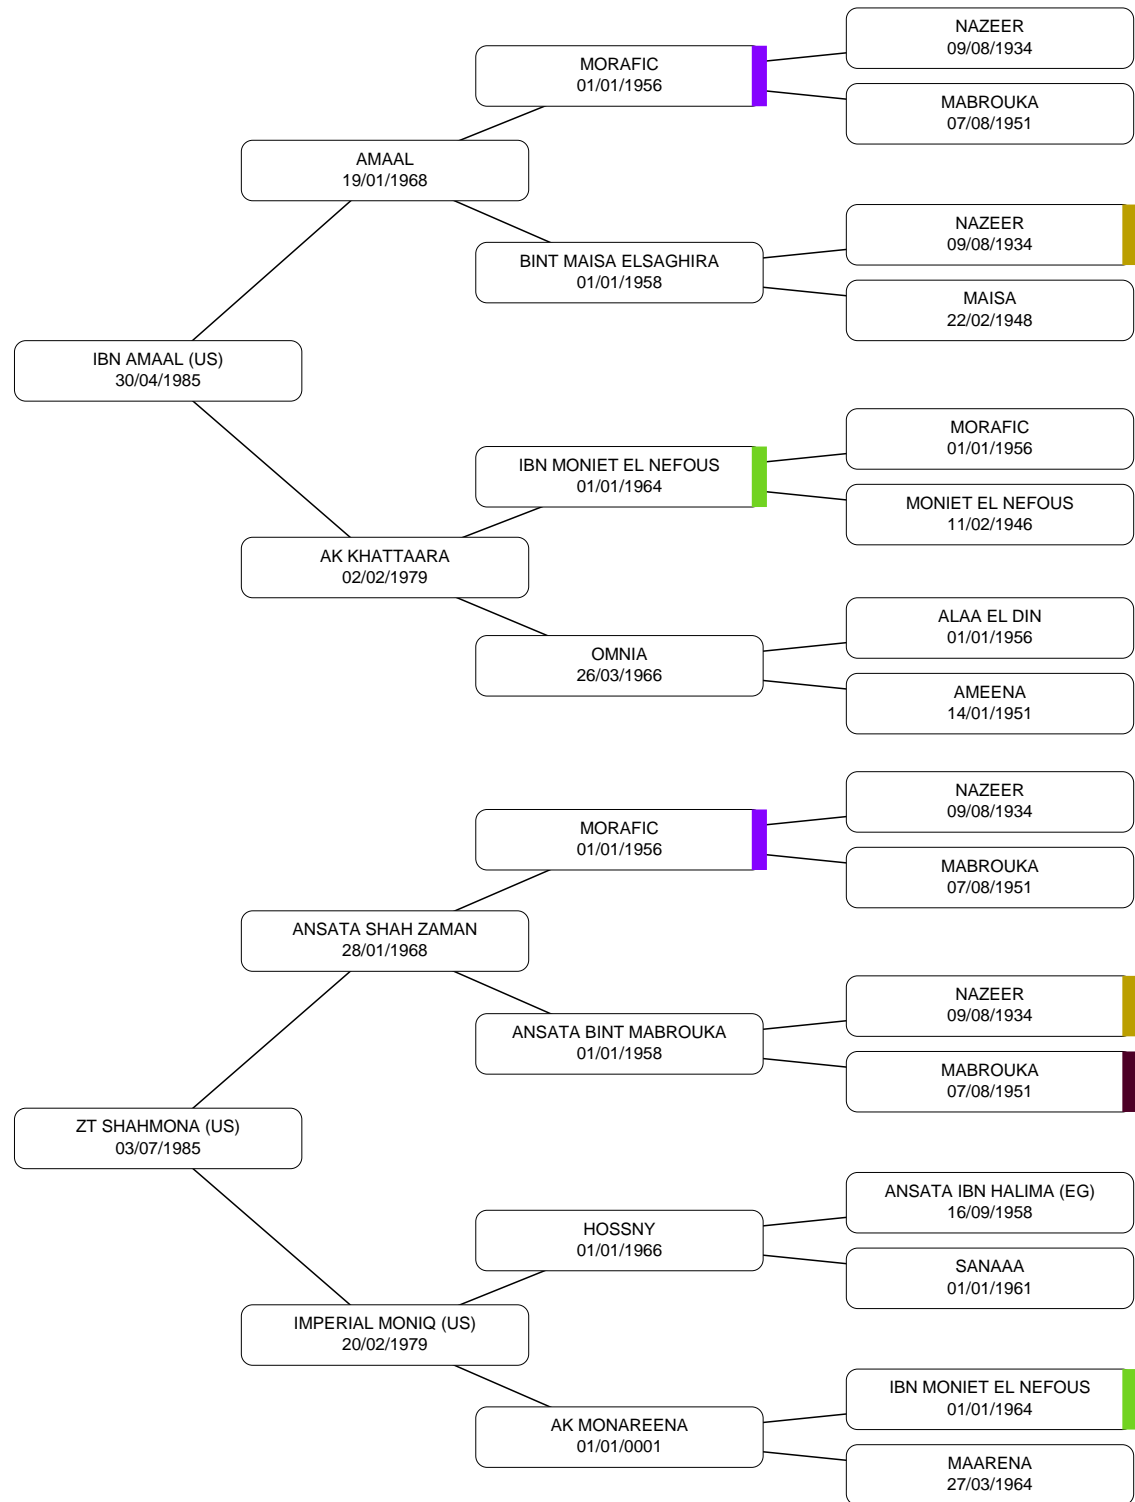 NAZEER
09/08/1934
MORAFIC
01/01/1956
MABROUKA
07/08/1951
AMAAL
19/01/1968
NAZEER
09/08/1934
BINT MAISA ELSAGHIRA
01/01/1958
MAISA
22/02/1948
IBN AMAAL (US)
30/04/1985
MORAFIC
01/01/1956
IBN MONIET EL NEFOUS
01/01/1964
MONIET EL NEFOUS
11/02/1946
AK KHATTAARA
02/02/1979
ALAA EL DIN
01/01/1956
OMNIA
26/03/1966
AMEENA
14/01/1951
NAZEER
09/08/1934
MORAFIC
01/01/1956
MABROUKA
07/08/1951
ANSATA SHAH ZAMAN
28/01/1968
NAZEER
09/08/1934
ANSATA BINT MABROUKA
01/01/1958
MABROUKA
07/08/1951
ZT SHAHMONA (US)
03/07/1985
ANSATA IBN HALIMA (EG)
16/09/1958
HOSSNY
01/01/1966
SANAAA
01/01/1961
IMPERIAL MONIQ (US)
20/02/1979
IBN MONIET EL NEFOUS
01/01/1964
AK MONAREENA
01/01/0001
MAARENA
27/03/1964